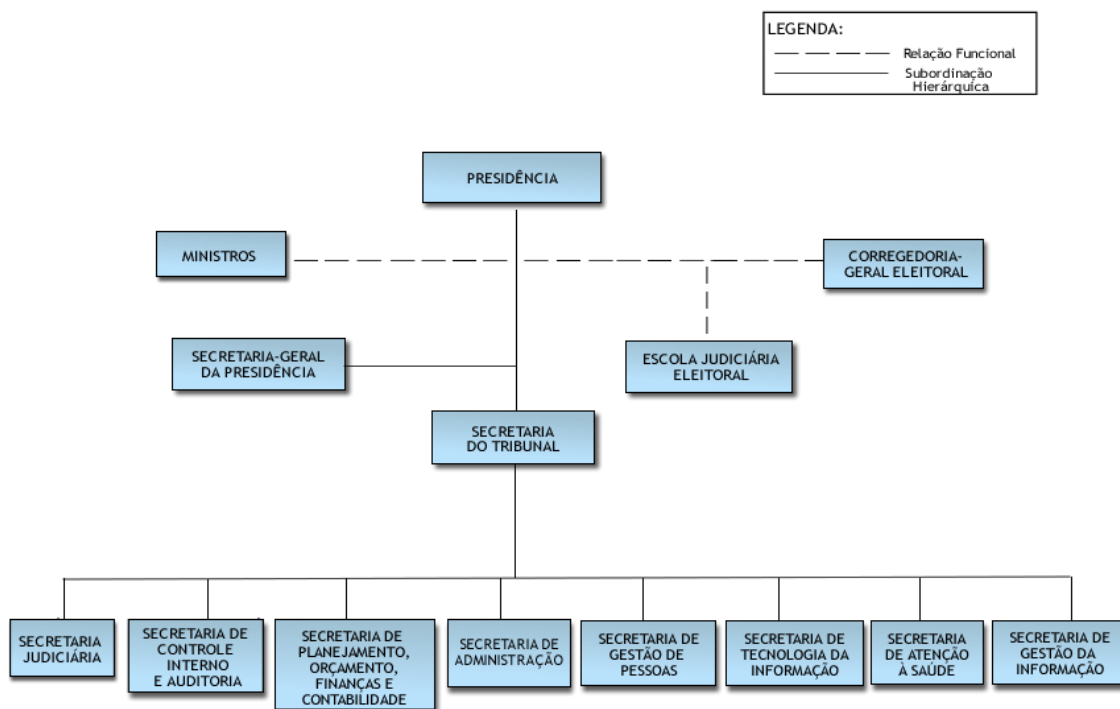 LEGENDA:
Relação Funcional
Subordinação
Hierárquica
PRESIDÊNCIA
MINISTROS
CORREGEDORIA-
GERAL ELEITORAL
SECRETARIA-GERAL
DA PRESIDÊNCIA
ESCOLA JUDICIÁRIA
ELEITORAL
SECRETARIA
DO TRIBUNAL
SECRETARIA
JUDICIÁRIA
SECRETARIA DE
CONTROLE
INTERNO
E AUDITORIA
SECRETARIA DE
PLANEJAMENTO,
ORÇAMENTO,
FINANÇAS E
CONTABILIDADE
SECRETARIA DE
ADMINISTRAÇÃO
SECRETARIA DE
GESTÃO DE
PESSOAS
SECRETARIA DE
TECNOLOGIA DA
INFORMAÇÃO
SECRETARIA
DE ATENÇÃO
À SAÚDE
SECRETARIA DE
GESTÃO DA
INFORMAÇÃO